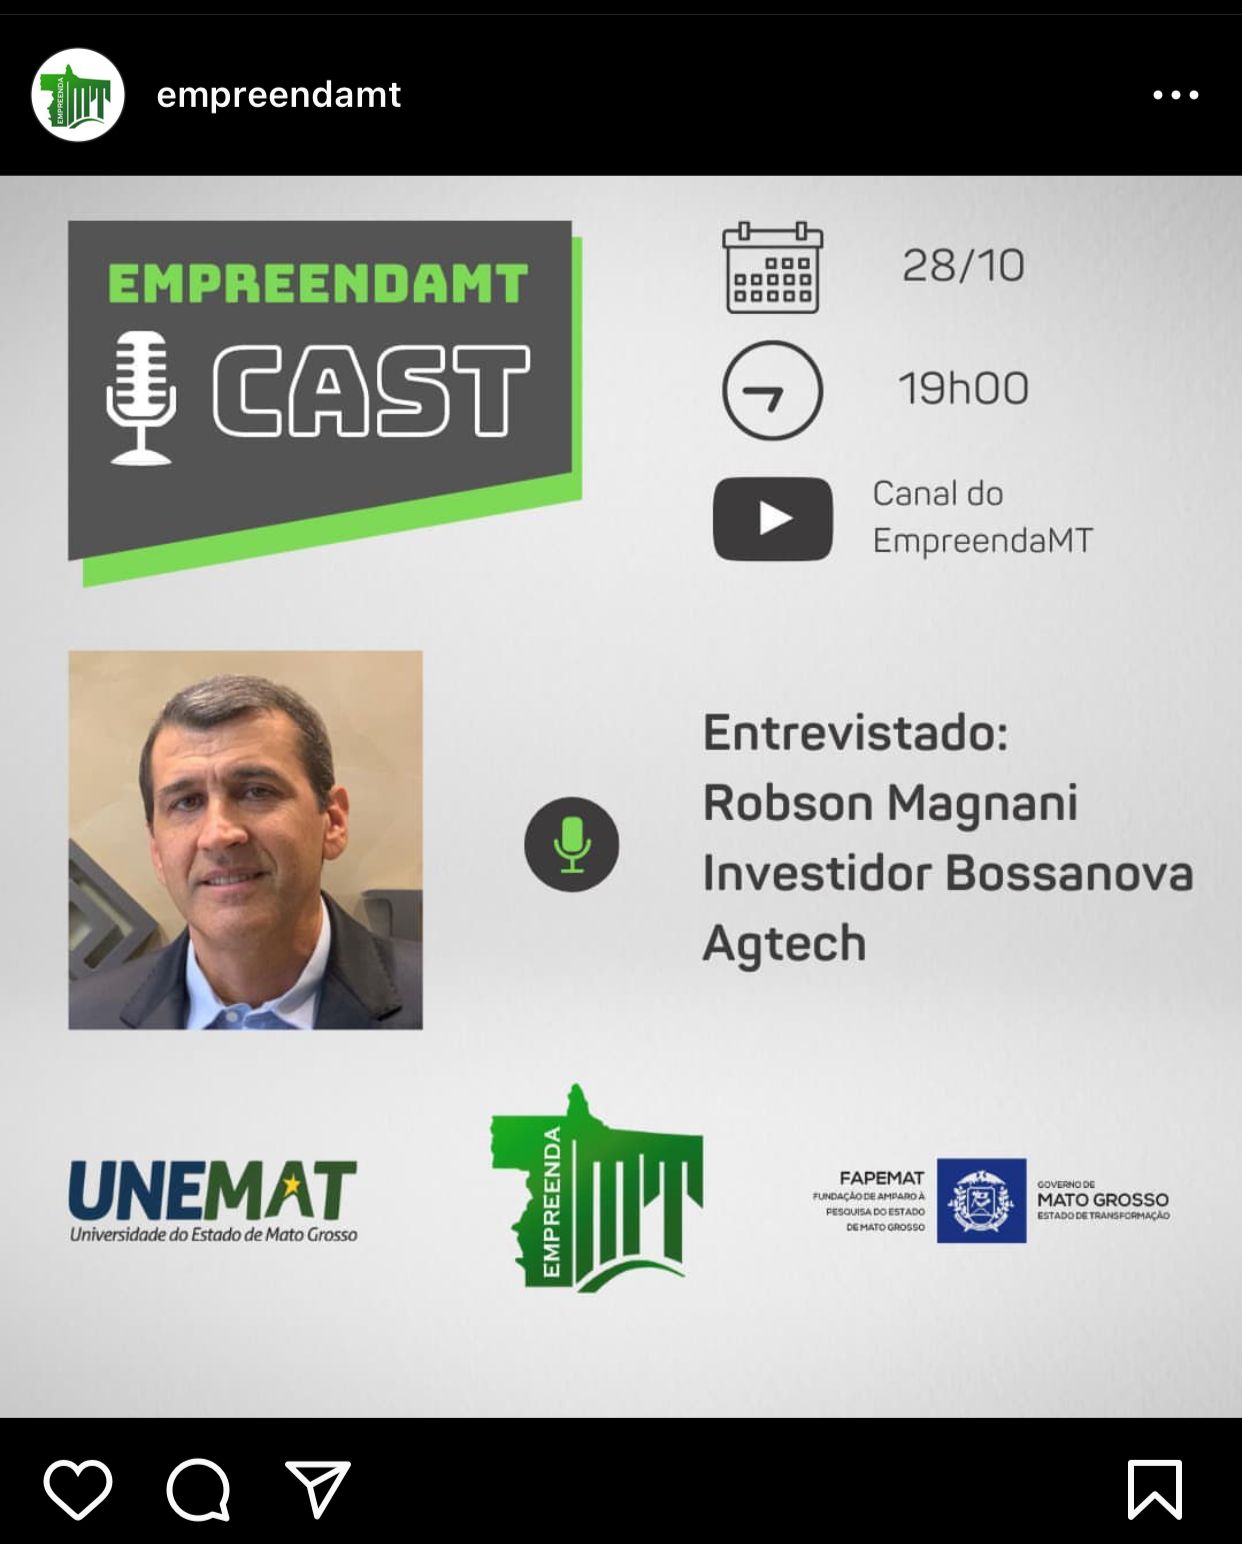 empreendamt
EMPREENDAMT
CAST
28/10
19h00
Canal do
EmpreendaMT
Entrevistado:
Robson Magnani
Investidor Bossanova
Agtech
UNEMAT
Universidade do Estado de Mato Grosso
EMPREENDA
MT
FAPEMAT
FUNDAÇÃO DE AMPARO À
PESQUISA DO ESTADO
DE MATO GROSSO
GOVERNO DE
MATO GROSSO
ESTADO DE TRANSFORMAÇÃO